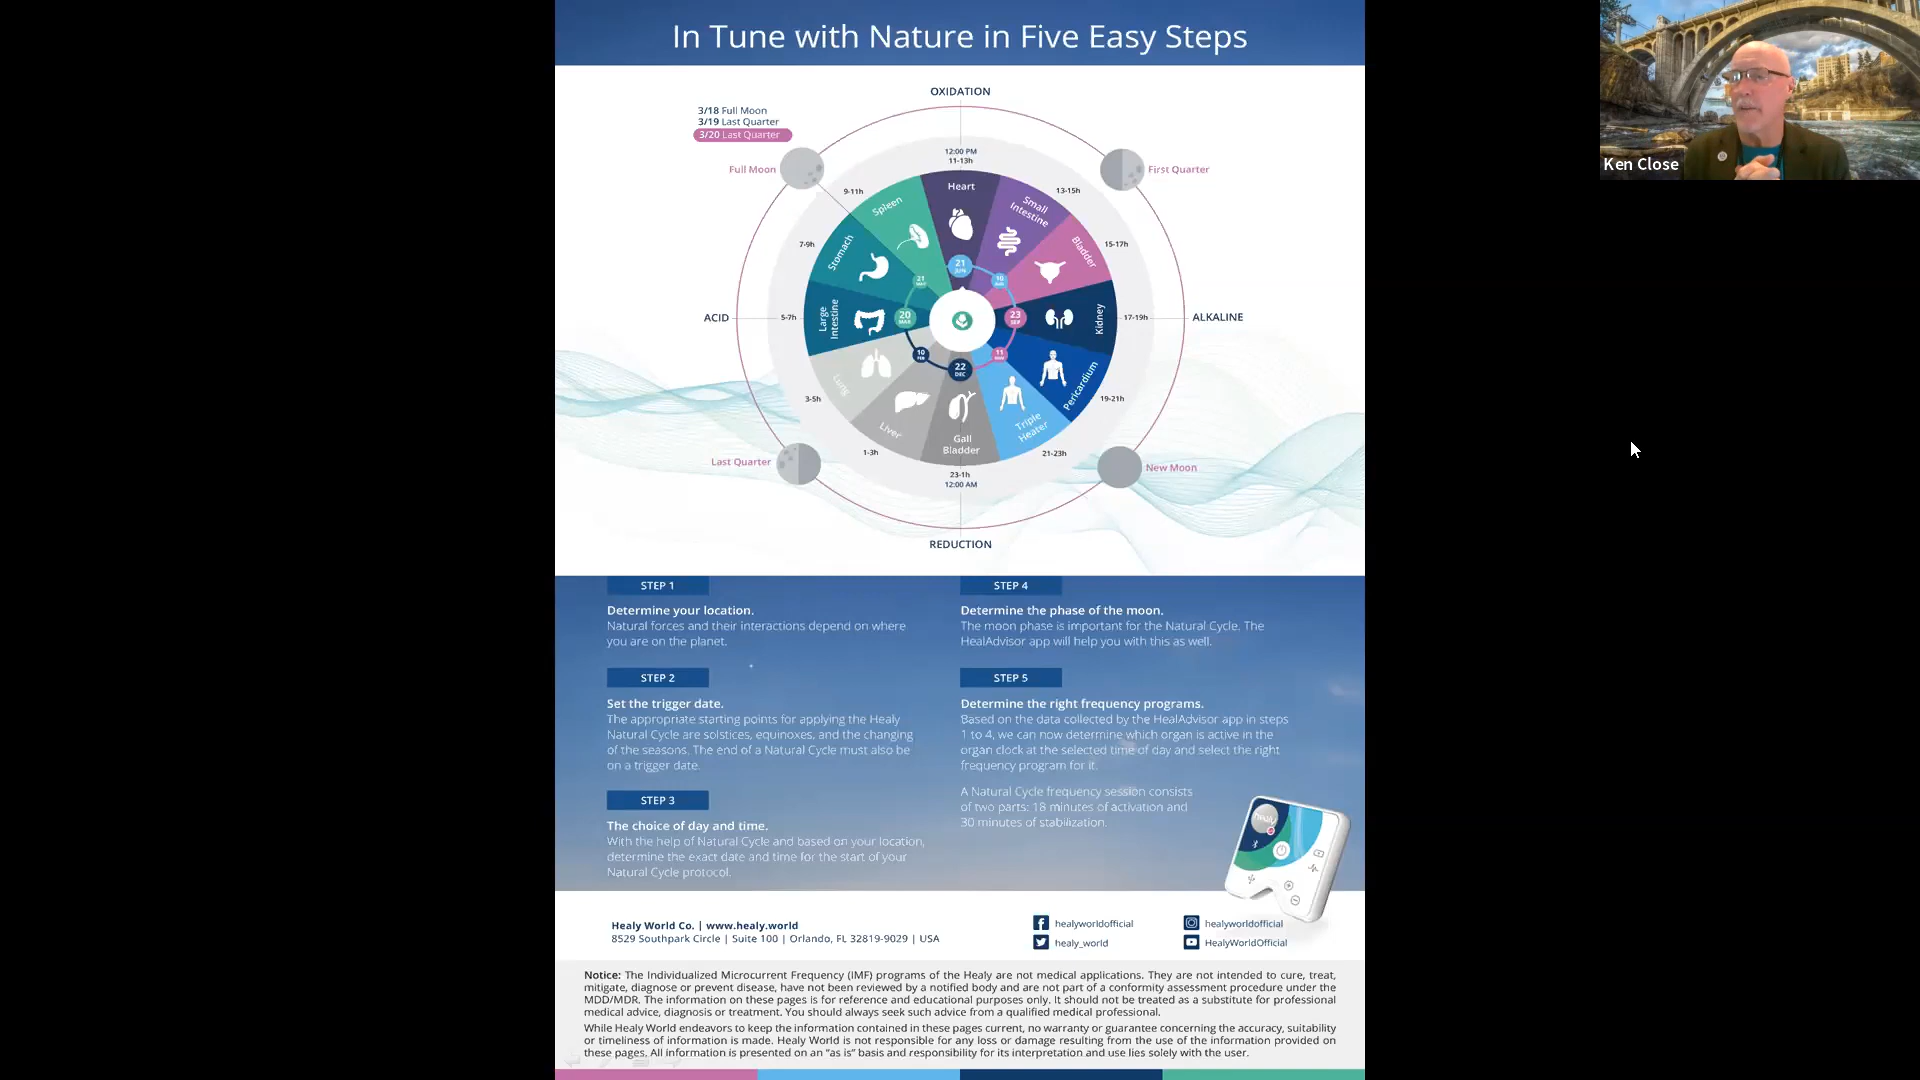 In Tune with Nature in Five Easy Steps
Ken Close
OXIDATION
3/18 Full Moon
3/19 Last Quarter
3/20 Last Quarter
Full Moon
First Quarter
12:00 PM
11-13h
9-11h
13-15h
7-9h
15-17h
5-7h
17-19h
3-5h
19-21h
1-3h
21-23h
23-1h
12:00 AM
Heart
Small
Intestine
Bladder
Kidney
Pericardium
Triple
Heater
Gall
Bladder
Liver
Lung
Large
Intestine
Stomach
Spleen
21
JUN
10
23
SEP
11
22
DEC
10
FEB
20
MAR
21
ACID
ALKALINE
Last Quarter
New Moon
REDUCTION
STEP 1
Determine your location.
Natural forces and their interactions depend on where
you are on the planet.
STEP 2
Set the trigger date.
The appropriate starting points for applying the Healy
Natural Cycle are solstices, equinoxes, and the changing
of the seasons. The end of a Natural Cycle must also be
on a trigger date.
STEP 3
The choice of day and time.
With the help of Natural Cycle and based on your location,
determine the exact date and time for the start of your
Natural Cycle protocol.
STEP 4
Determine the phase of the moon.
The moon phase is important for the Natural Cycle. The
HealAdvisor app will help you with this as well.
STEP 5
Determine the right frequency programs.
Based on the data collected by the HealAdvisor app in steps
1 to 4, we can now determine which organ is active in the
organ clock at the selected time of day and select the right
frequency program for it.
A Natural Cycle frequency session consists
of two parts: 18 minutes of activation and
30 minutes of stabilization.
healy
Healy World Co. | www.healy.world
8529 Southpark Circle | Suite 100 | Orlando, FL 32819-9029 | USA
healyworldofficial
healy_world
healyworldofficial
HealyWorldOfficial
Notice: The Individualized Microcurrent Frequency (IMF) programs of the Healy are not medical applications. They are not intended to cure, treat,
mitigate, diagnose or prevent disease, have not been reviewed by a notified body and are not part of a conformity assessment procedure under the
MDD/MDR. The information on these pages is for reference and educational purposes only. It should not be treated as a substitute for professional
medical advice, diagnosis or treatment. You should always seek such advice from a qualified medical professional.
While Healy World endeavors to keep the information contained in these pages current, no warranty or guarantee concerning the accuracy, suitability
or timeliness of information is made. Healy World is not responsible for any loss or damage resulting from the use of the information provided on
these pages. All information is presented on an "as is" basis and responsibility for its interpretation and use lies solely with the user.